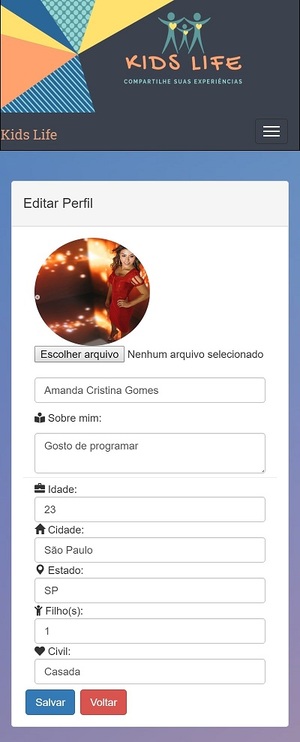 KIDS LIFE
COMPARTILHE SUAS EXPERIÊNCIAS
Kids Life
Editar Perfil
Escolher arquivo Nenhum arquivo selecionado
Amanda Cristina Gomes
Sobre mim:
Gosto de programar
Idade:
23
Cidade:
São Paulo
Estado:
SP
Filho(s):
1
Civil:
Casada
Salvar Voltar